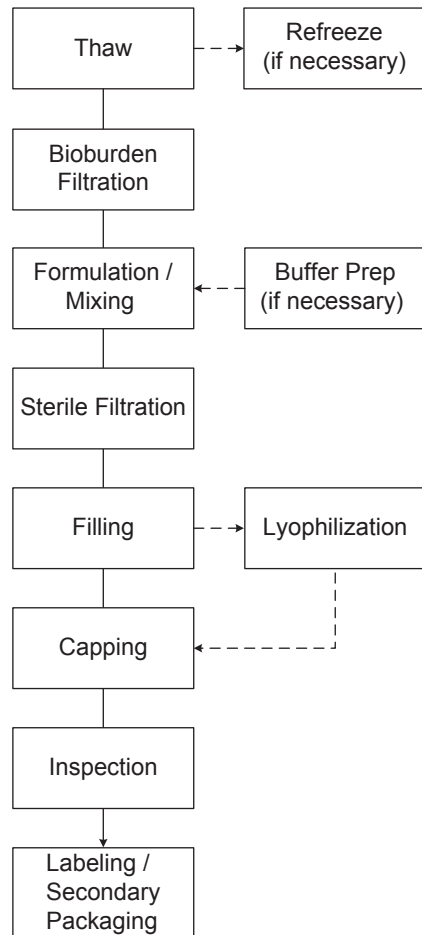 Thaw
Refreeze
(if necessary)
Bioburden
Filtration
Formulation /
Mixing
Buffer Prep
(if necessary)
Sterile Filtration
Filling
Lyophilization
Capping
Inspection
Labeling /
Secondary
Packaging